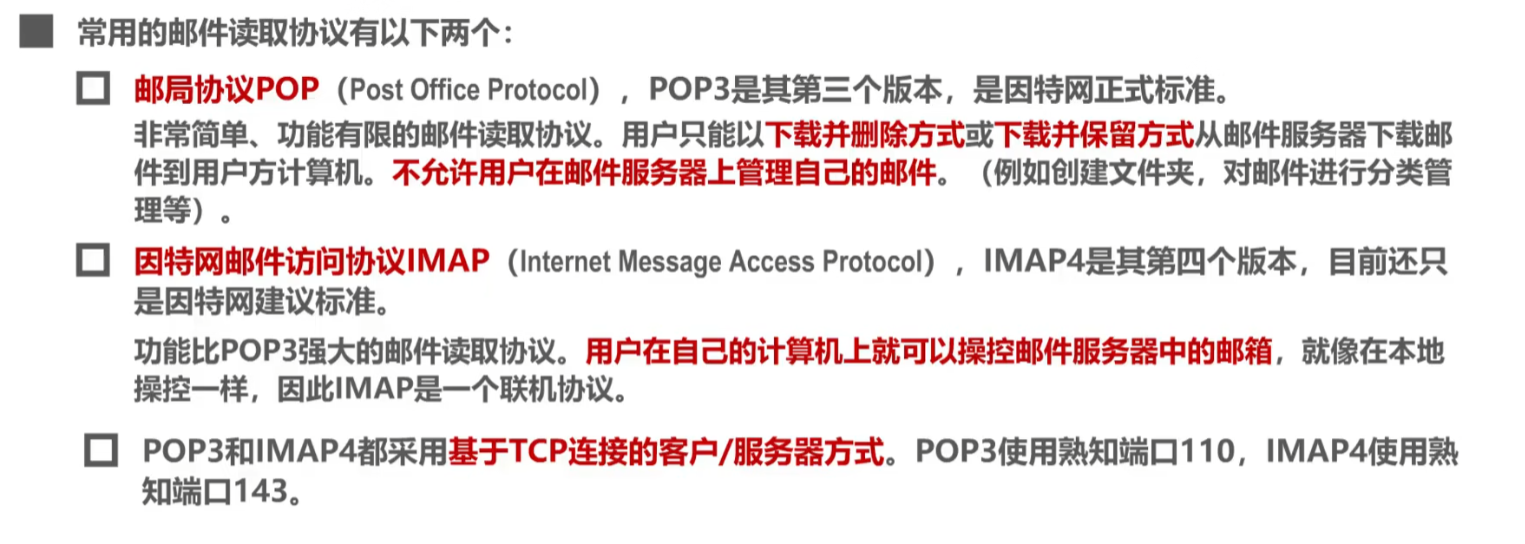 常用的邮件读取协议有以下两个：
邮局协议POP（Post Office Protocol），POP3是其第三个版本，是因特网正式标准。
非常简单、功能有限的邮件读取协议。用户只能以下载并删除方式或下载并保留方式从邮件服务器下载邮
件到用户方计算机。不允许用户在邮件服务器上管理自己的邮件。（例如创建文件夹，对邮件进行分类管
理等）。
因特网邮件访问协议IMAP（Internet Message Access Protocol），IMAP4是其第四个版本，目前还只
是因特网建议标准。
功能比POP3强大的邮件读取协议。用户在自己的计算机上就可以操控邮件服务器中的邮箱，就像在本地
操控一样，因此IMAP是一个联机协议。
POP3和IMAP4都采用基于TCP连接的客户/服务器方式。POP3使用熟知端口110，IMAP4使用熟
知端口143。